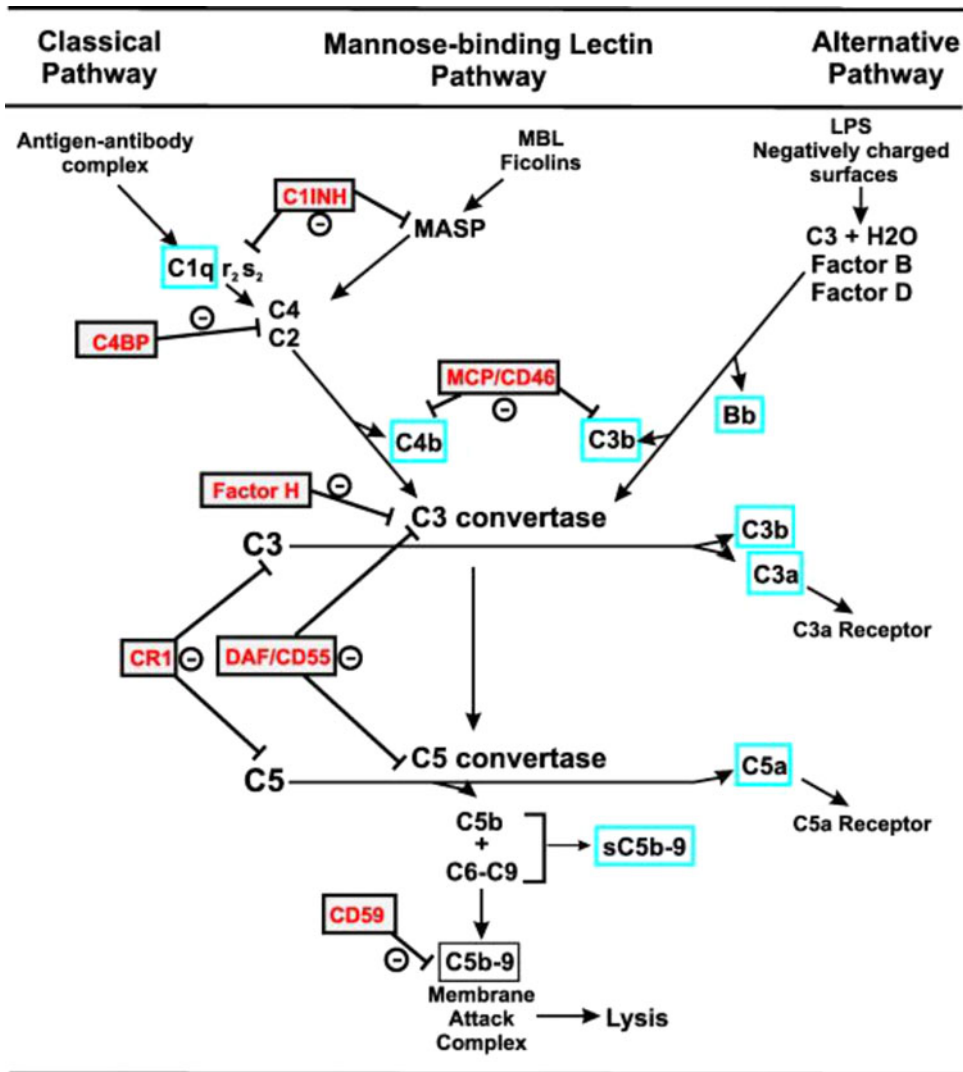 Classical
Pathway
Mannose-binding Lectin
Pathway
Alternative
Pathway
Antigen-antibody
complex
MBL
Ficolins
LPS
Negatively charged
surfaces
C1INH
MASP
C3 + H2O
Factor B
Factor D
C1q r2 s2
C4
C2
C4BP
MCP/CD46
Bb
C4b
C3b
Factor H
C3 convertase
C3
C3b
C3a
C3a Receptor
CR1
DAF/CD55
C5 convertase
C5
C5a
C5a Receptor
C5b
+
C6-C9
sC5b-9
CD59
C5b-9
Membrane
Attack
Complex
Lysis